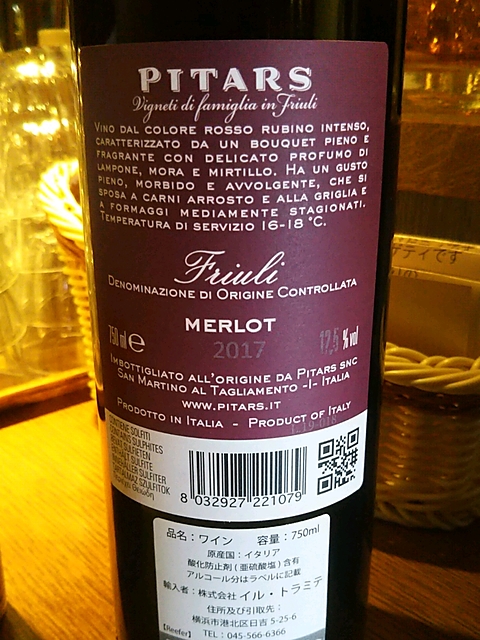 PITARS
Vigneti di famiglia in Friuli
VINO DAL COLORE ROSSO RUBINO INTENSO,
CARATTERIZZATO DA UN BOUQUET PIENO E
FRAGRANTE CON DELICATO PROFUMO DI
LAMPONE, MORA E MIRTILLO. HA UN GUSTO
PIENO, MORBIDO E AVVOLGENTE, CHE SI
SPOSA A CARNI ARROSTO E ALLA GRIGLIA E
A FORMAGGI MEDIAMENTE STAGIONATI.
TEMPERATURA DI SERVIZIO 16-18 °C.
Friuli
DENOMINAZIONE DI ORIGINE CONTROLLATA
MERLOT
750 ml e 2017 % vol
IMBOTTIGLIATO ALL'ORIGINE DA PITARS SNC
SAN MARTINO AL TAGLIAMENTO -I- ITALIA
WWW.PITARS.IT
PRODOTTO IN ITALIA - PRODUCT OF ITALY
8 032927 221079
品名:ワイン 容量:750ml
原産国:イタリア
酸化防止剤(亜硫酸塩)含有
アルコール分はラベルに記載
輸入者:株式会社 イル・トラミテ
住所及び引取先:
横浜市港北区日吉 5-25-6
[Reefer] TEL:045-566-6366